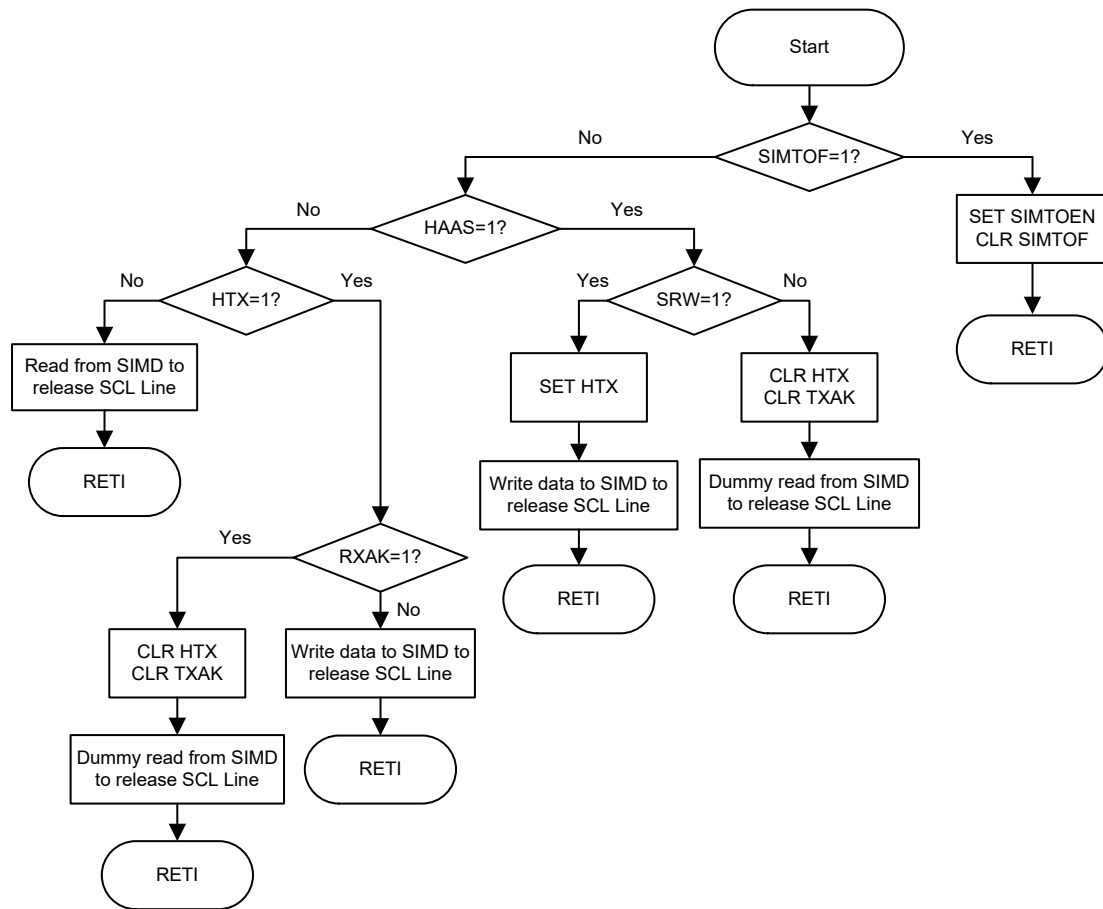 Start
SIMTOF=1?
No
Yes
SET SIMTOEN
CLR SIMTOF
RETI
HAAS=1?
No
Yes
HTX=1?
No
Yes
Read from SIMD to
release SCL Line
RETI
SRW=1?
Yes
No
SET HTX
Write data to SIMD to
release SCL Line
RETI
CLR HTX
CLR TXAK
Dummy read from SIMD
to release SCL Line
RETI
RXAK=1?
Yes
No
CLR HTX
CLR TXAK
Dummy read from SIMD
to release SCL Line
RETI
Write data to SIMD to
release SCL Line
RETI